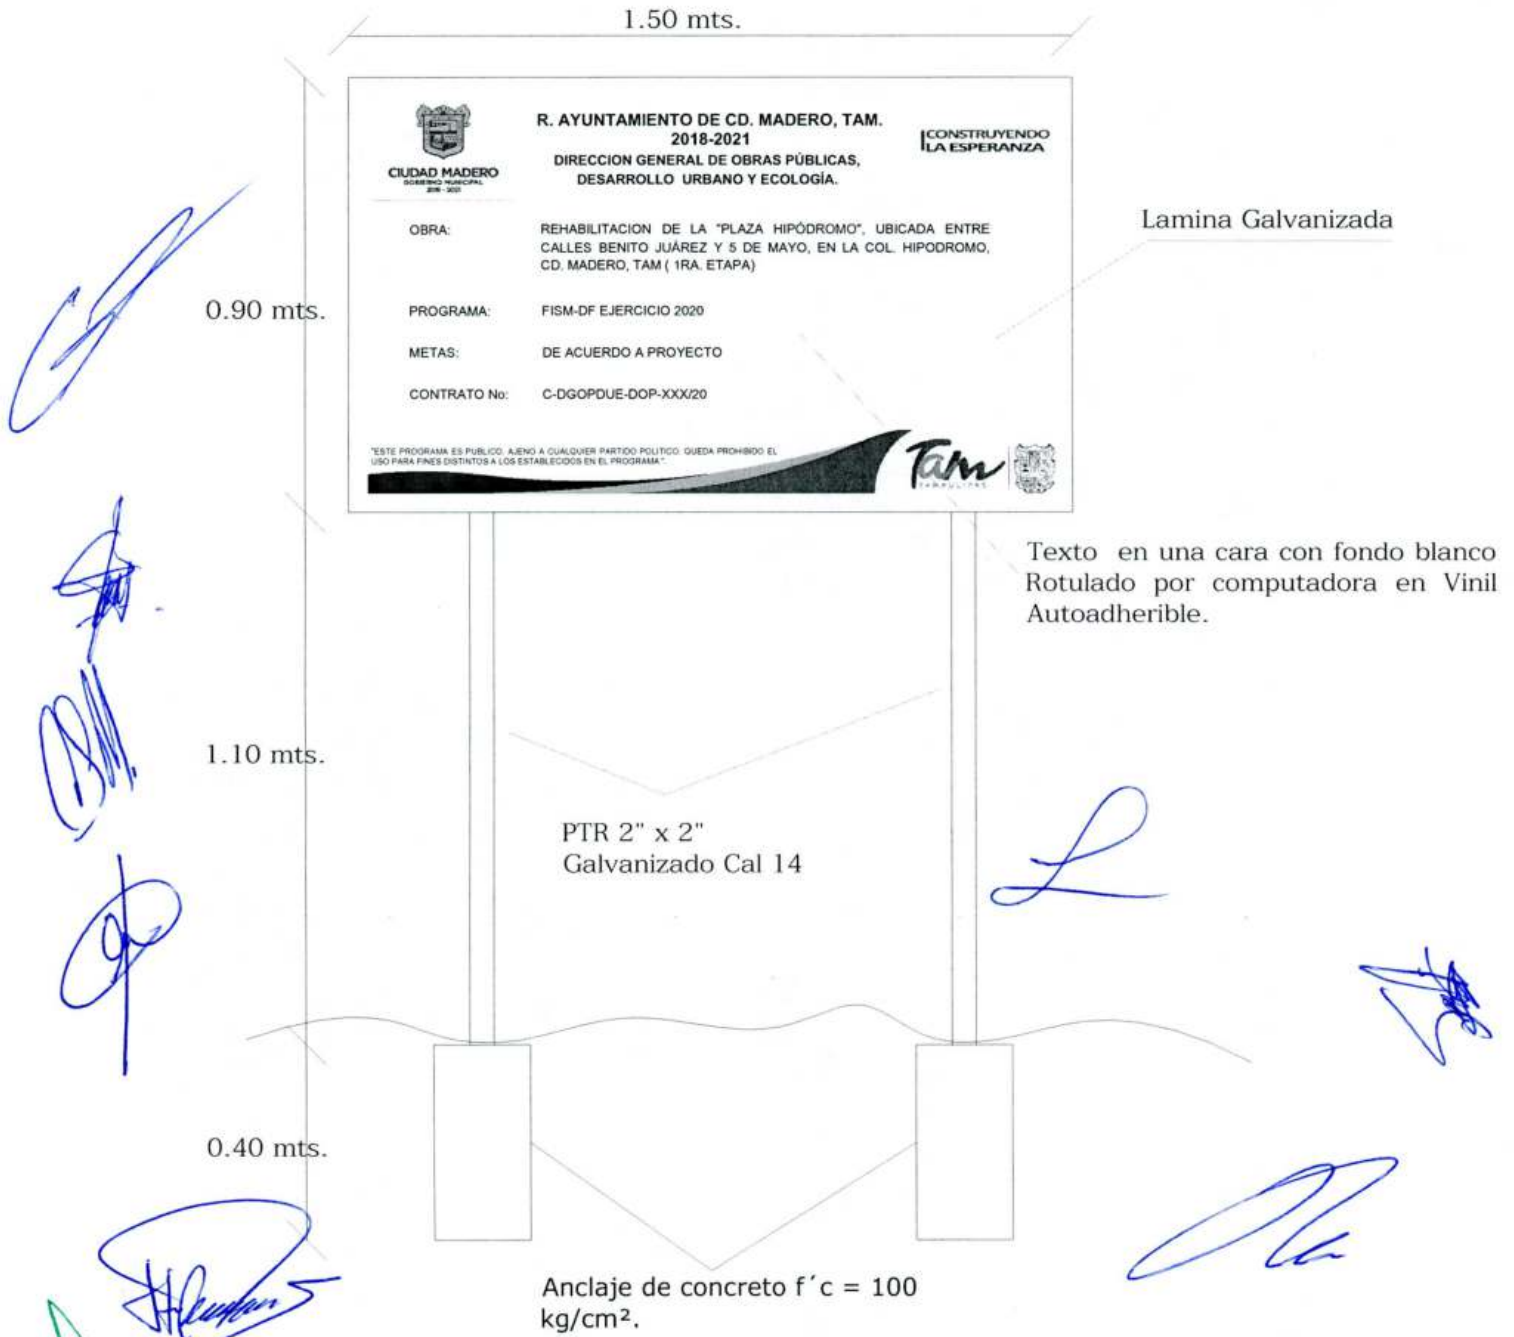 1.50 mts.
R. AYUNTAMIENTO DE CD. MADERO, TAM.
2018-2021
DIRECCION GENERAL DE OBRAS PÚBLICAS,
DESARROLLO URBANO Y ECOLOGÍA.
CIUDAD MADERO
GOBIERNO MUNICIPAL
2018 - 2021
CONSTRUYENDO
LA ESPERANZA
OBRA: REHABILITACION DE LA "PLAZA HIPÓDROMO", UBICADA ENTRE
CALLES BENITO JUÁREZ Y 5 DE MAYO, EN LA COL. HIPODROMO,
CD. MADERO, TAM ( 1RA. ETAPA)
PROGRAMA: FISM-DF EJERCICIO 2020
METAS: DE ACUERDO A PROYECTO
CONTRATO No: C-DGOPDUE-DOP-XXX/20
"ESTE PROGRAMA ES PUBLICO, AJENO A CUALQUIER PARTIDO POLITICO. QUEDA PROHIBIDO EL
USO PARA FINES DISTINTOS A LOS ESTABLECIDOS EN EL PROGRAMA".
Tam
TAMAULIPAS
Lamina Galvanizada
0.90 mts.
Texto en una cara con fondo blanco
Rotulado por computadora en Vinil
Autoadherible.
1.10 mts.
PTR 2" x 2"
Galvanizado Cal 14
0.40 mts.
Anclaje de concreto f´c = 100
kg/cm².